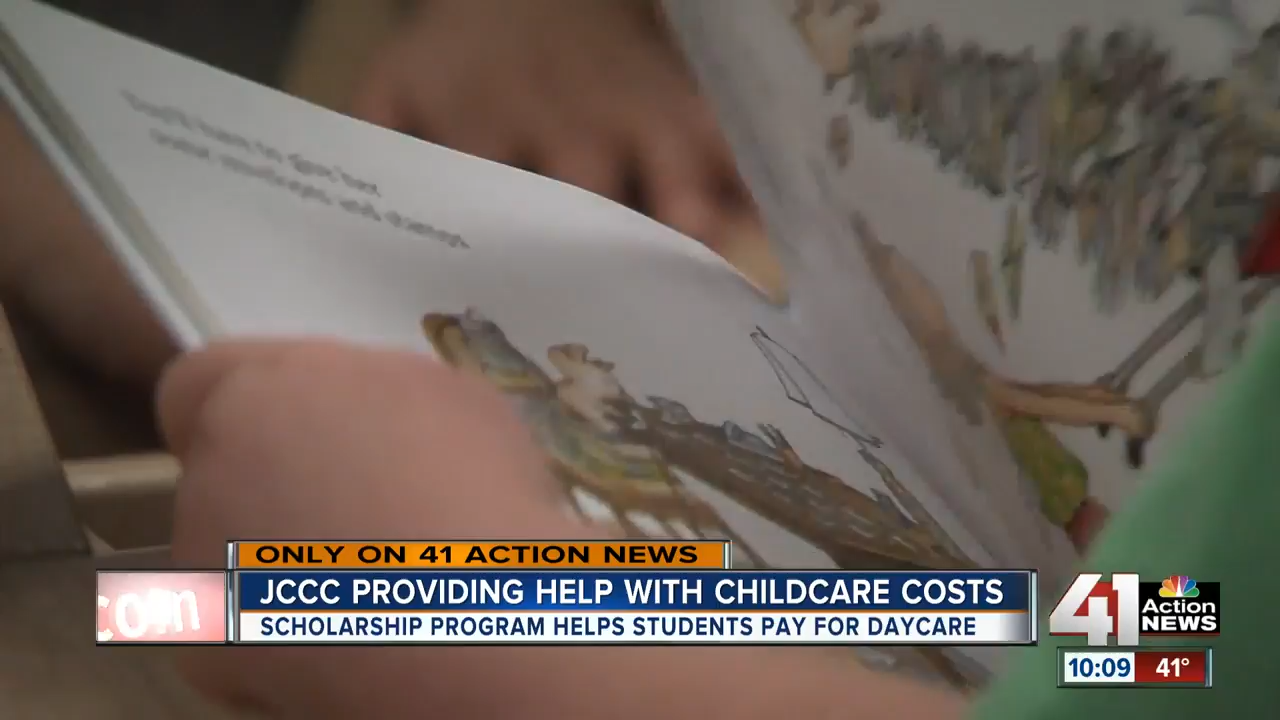 ONLY ON 41 ACTION NEWS
JCCC PROVIDING HELP WITH CHILDCARE COSTS
SCHOLARSHIP PROGRAM HELPS STUDENTS PAY FOR DAYCARE
41 Action
NEWS
10:09 41°